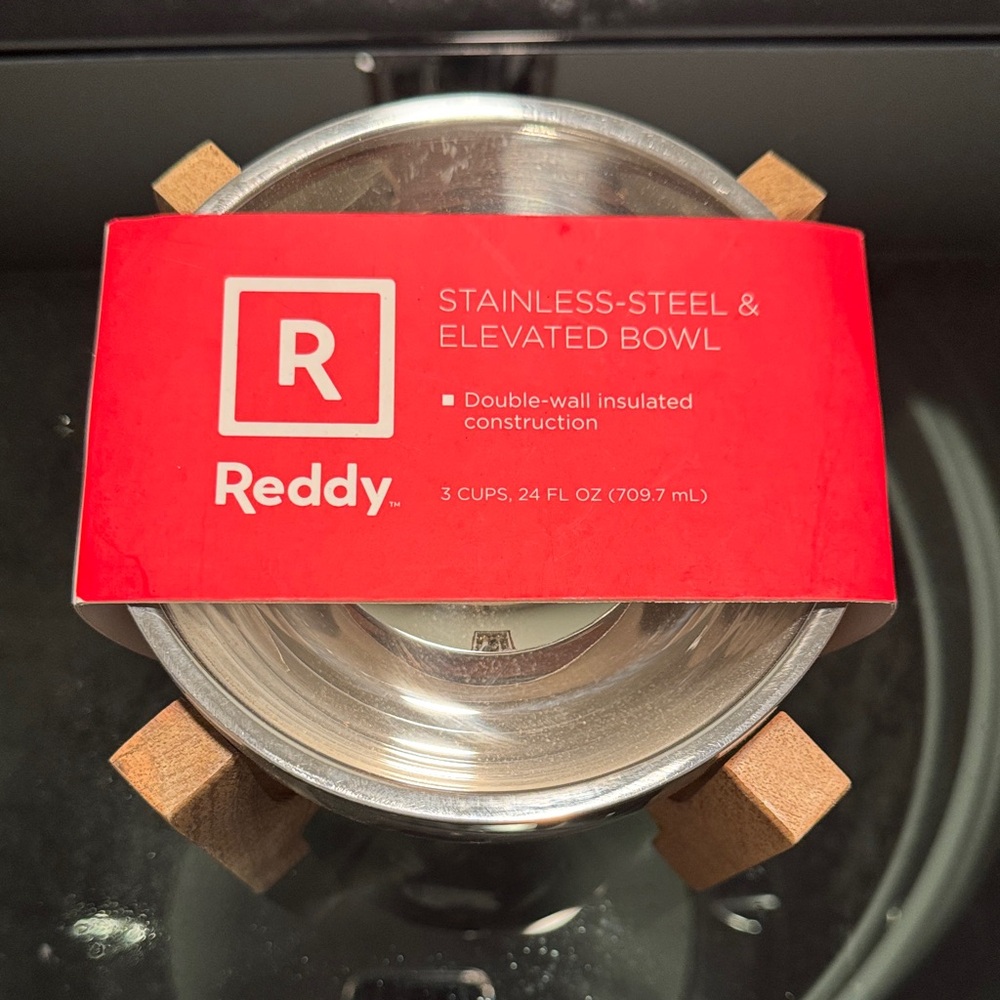 R
Reddy™
STAINLESS-STEEL &
ELEVATED BOWL
■ Double-wall insulated
construction
3 CUPS, 24 FL OZ (709.7 mL)